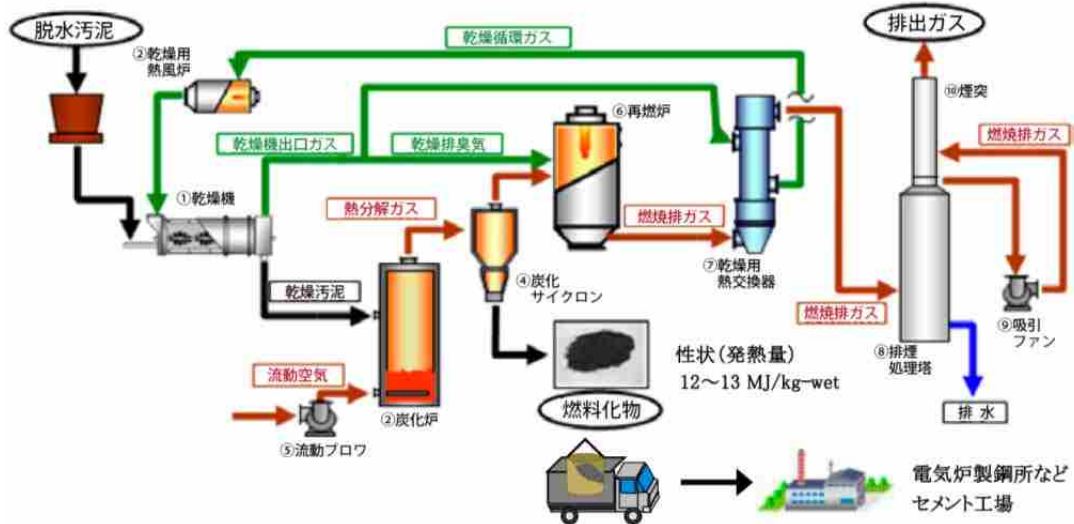 脱水汚泥
②乾燥用
熱風炉
乾燥循環ガス
排出ガス
⑩煙突
⑥再燃炉
乾燥機出口ガス
乾燥排臭気
燃焼排ガス
①乾燥機
熱分解ガス
燃焼排ガス
④炭化
サイクロン
⑦乾燥用
熱交換器
乾燥汚泥
燃焼排ガス
⑨吸引
ファン
⑧排煙
処理塔
性状(発熱量)
12～13 MJ/kg-wet
流動空気
②炭化炉
燃料化物
排水
⑤流動ブロワ
電気炉製鋼所など
セメント工場